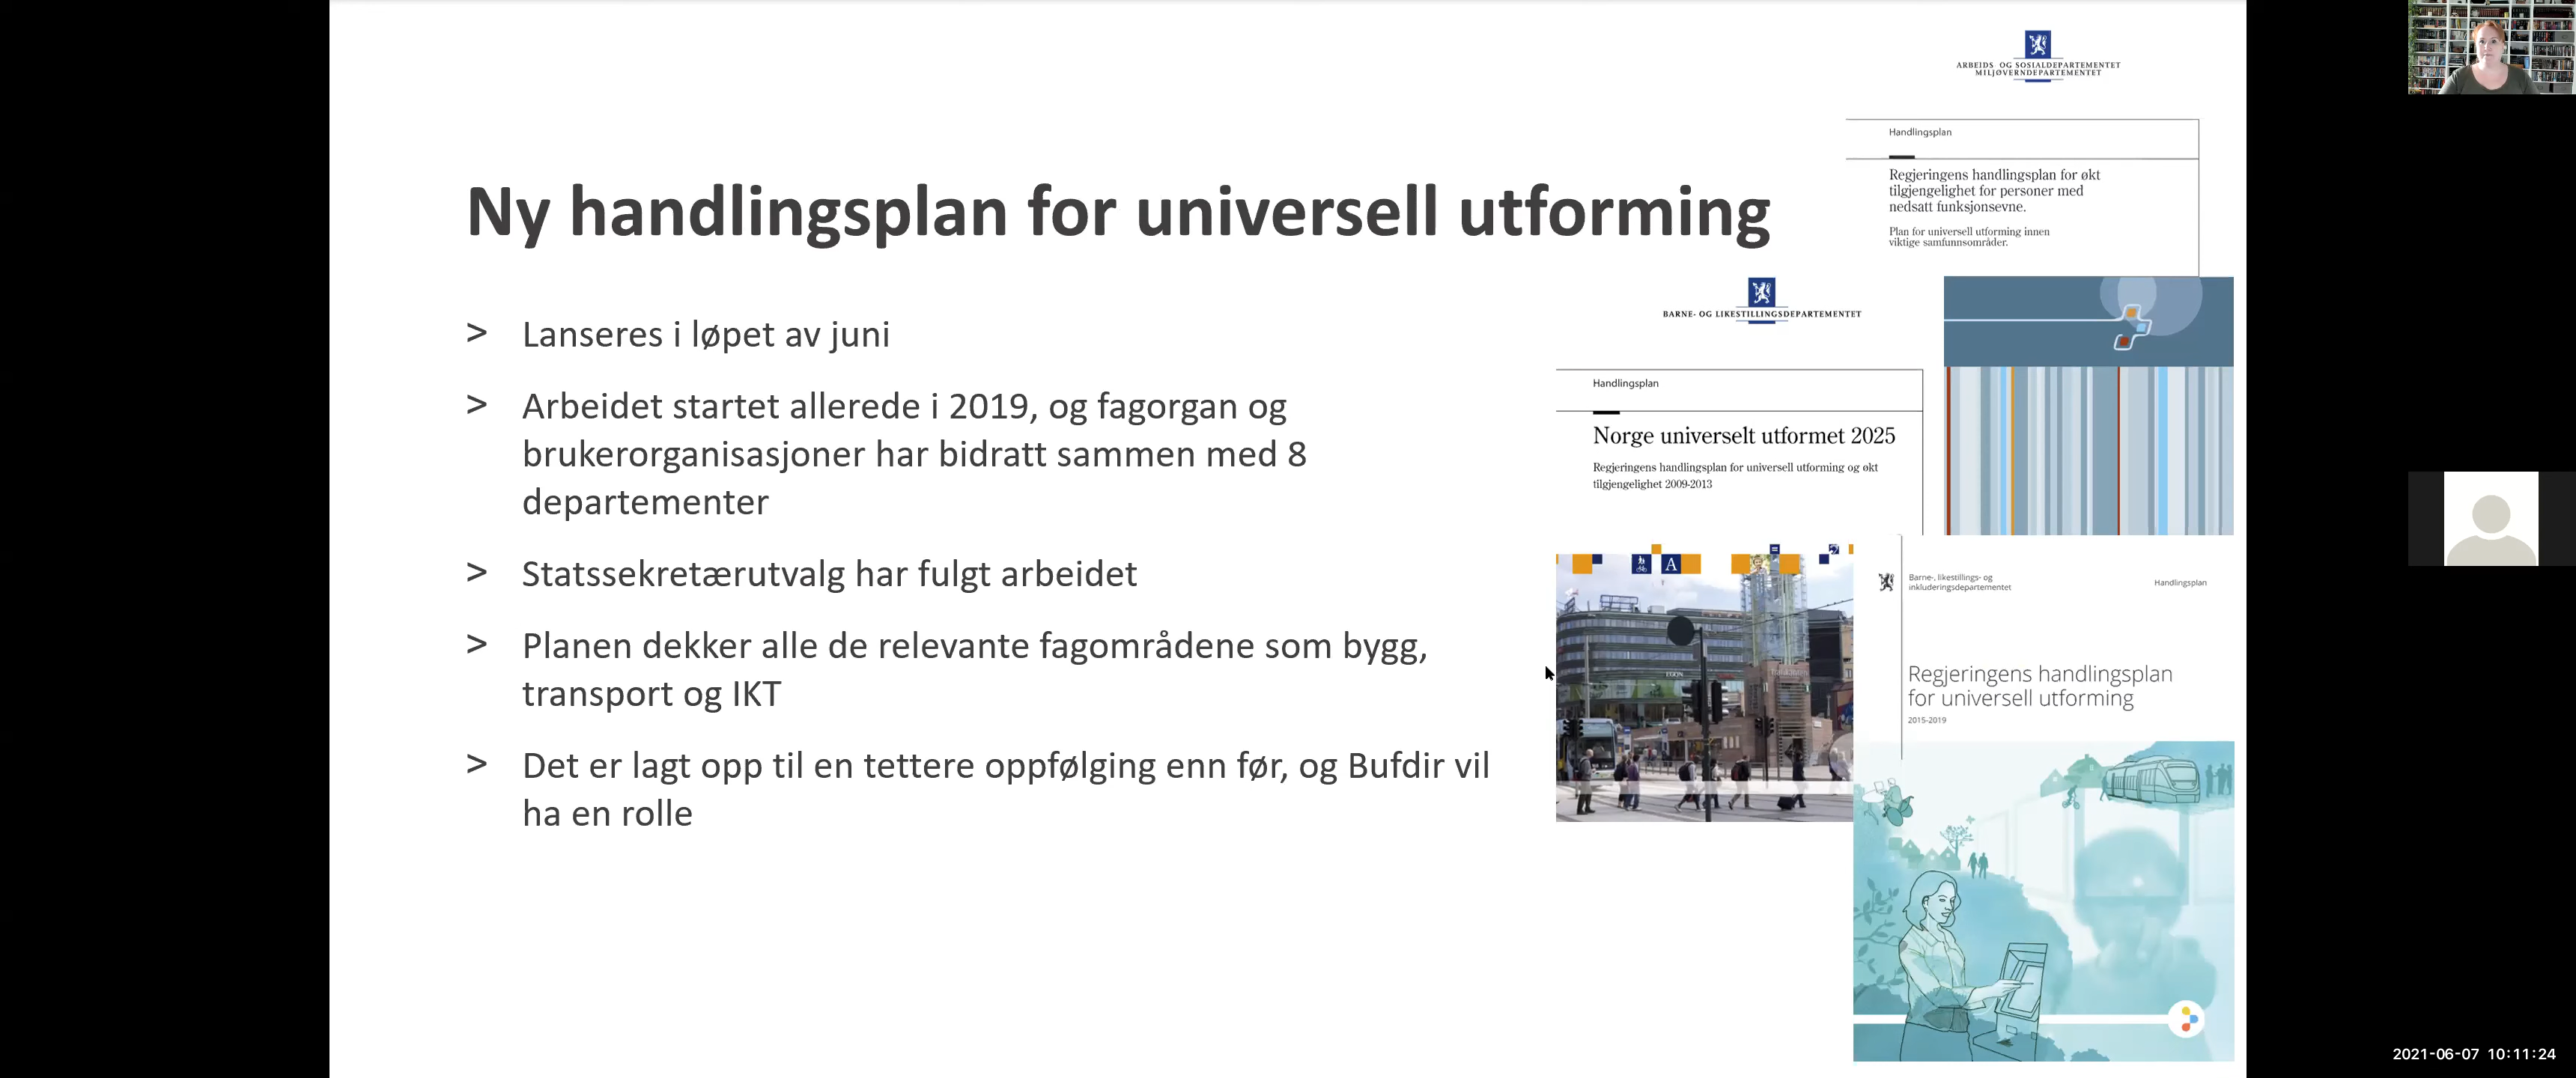 Ny handlingsplan for universell utforming
> Lanseres i løpet av juni
> Arbeidet startet allerede i 2019, og fagorgan og
brukerorganisasjoner har bidratt sammen med 8
departementer
> Statssekretærutvalg har fulgt arbeidet
> Planen dekker alle de relevante fagområdene som bygg,
transport og IKT
> Det er lagt opp til en tettere oppfølging enn før, og Bufdir vil
ha en rolle
ARBEIDS- OG SOSIALDEPARTEMENTET
MILJØVERNDEPARTEMENTET
Handlingsplan
Regjeringens handlingsplan for økt
tilgjengelighet for personer med
nedsatt funksjonsevne.
Plan for universell utforming innen
viktige samfunnsområder.
BARNE- OG LIKESTILLINGSDEPARTEMENTET
Handlingsplan
Norge universelt utformet 2025
Regjeringens handlingsplan for universell utforming og økt
tilgjengelighet 2009-2013
A
EGON
Barne-, likestillings- og
inkluderingsdepartementet
Handlingsplan
Regjeringens handlingsplan
for universell utforming
2015-2019
2021-06-07 10:11:24